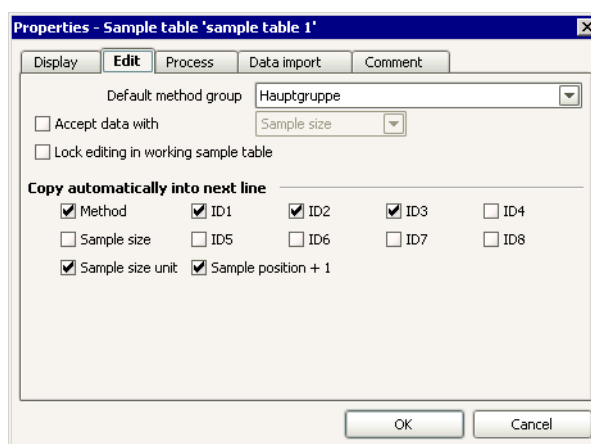 Properties - Sample table 'sample table 1'
Display Edit Process Data import Comment
Default method group Hauptgruppe
Accept data with Sample size
Lock editing in working sample table
Copy automatically into next line
Method ID1 ID2 ID3 ID4
Sample size ID5 ID6 ID7 ID8
Sample size unit Sample position + 1
OK Cancel